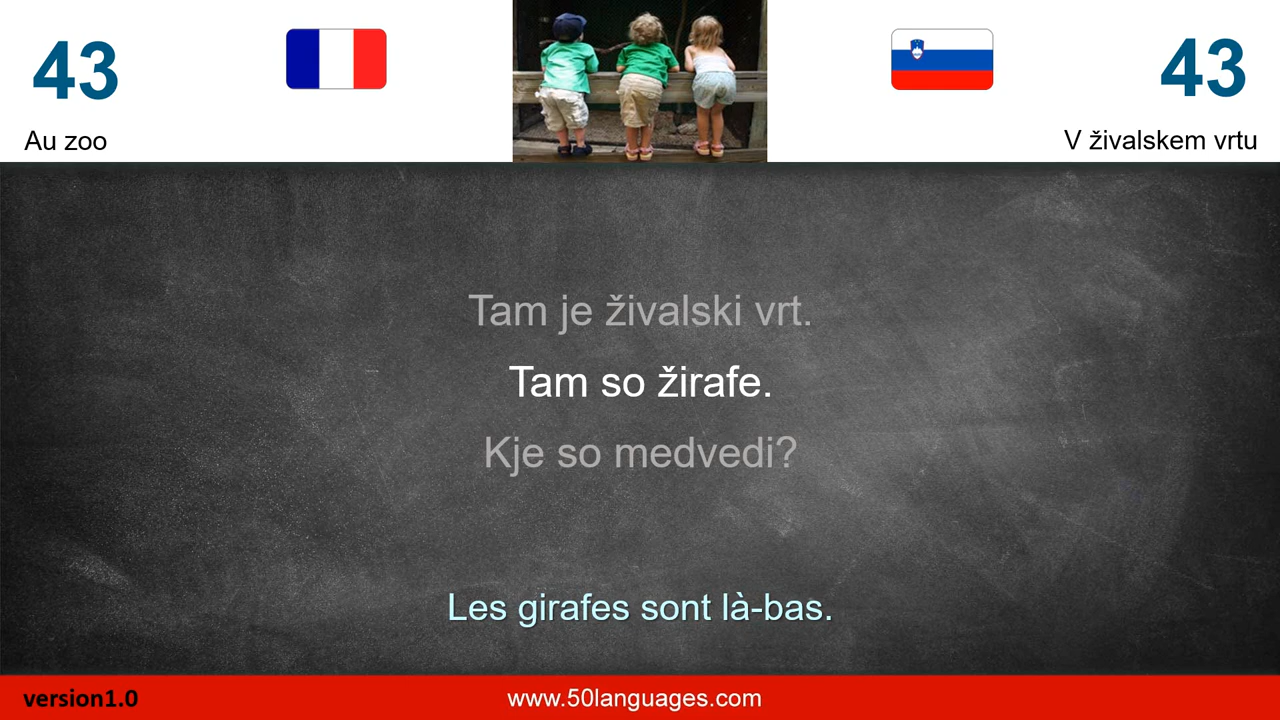 43
43
Au zoo
V živalskem vrtu
Tam je živalski vrt.
Tam so žirafe.
Kje so medvedi?
Les girafes sont là-bas.
version1.0
www.50languages.com